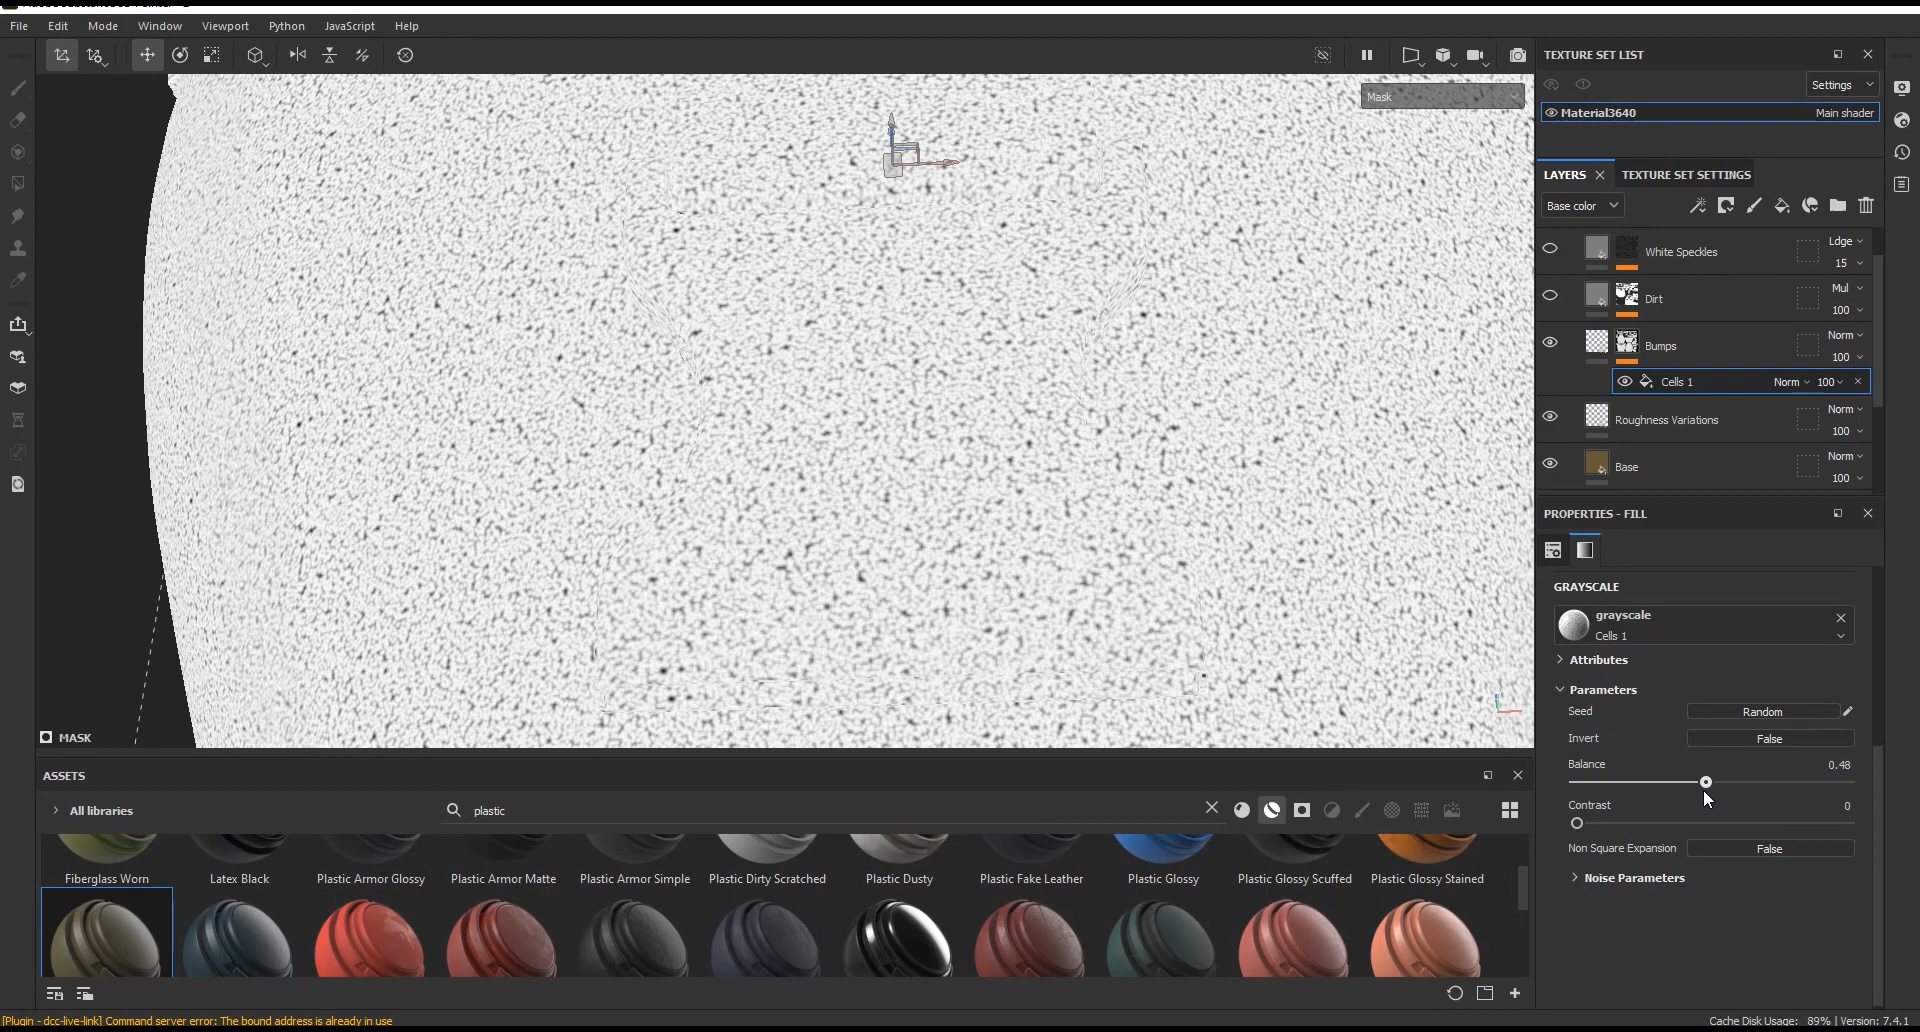 File Edit Mode Window Viewport Python JavaScript Help
TEXTURE SET LIST
Mask
Settings
Material3640 Main shader
LAYERS TEXTURE SET SETTINGS
Base color
White Speckles Ldge 15
Dirt Mul 100
Bumps Norm 100
Cells 1 Norm 100
Roughness Variations Norm 100
Base Norm 100
PROPERTIES - FILL
GRAYSCALE
grayscale
Cells 1
Attributes
Parameters
Seed Random
Invert False
Balance 0.48
Contrast 0
Non Square Expansion False
Noise Parameters
MASK
ASSETS
All libraries plastic
Fiberglass Worn Latex Black Plastic Armor Glossy Plastic Armor Matte Plastic Armor Simple Plastic Dirty Scratched Plastic Dusty Plastic Fake Leather Plastic Glossy Plastic Glossy Scuffed Plastic Glossy Stained
[Plugin - dcc-live-link] Command server error: The bound address is already in use
Cache Disk Usage: 89% | Version: 7.4.1